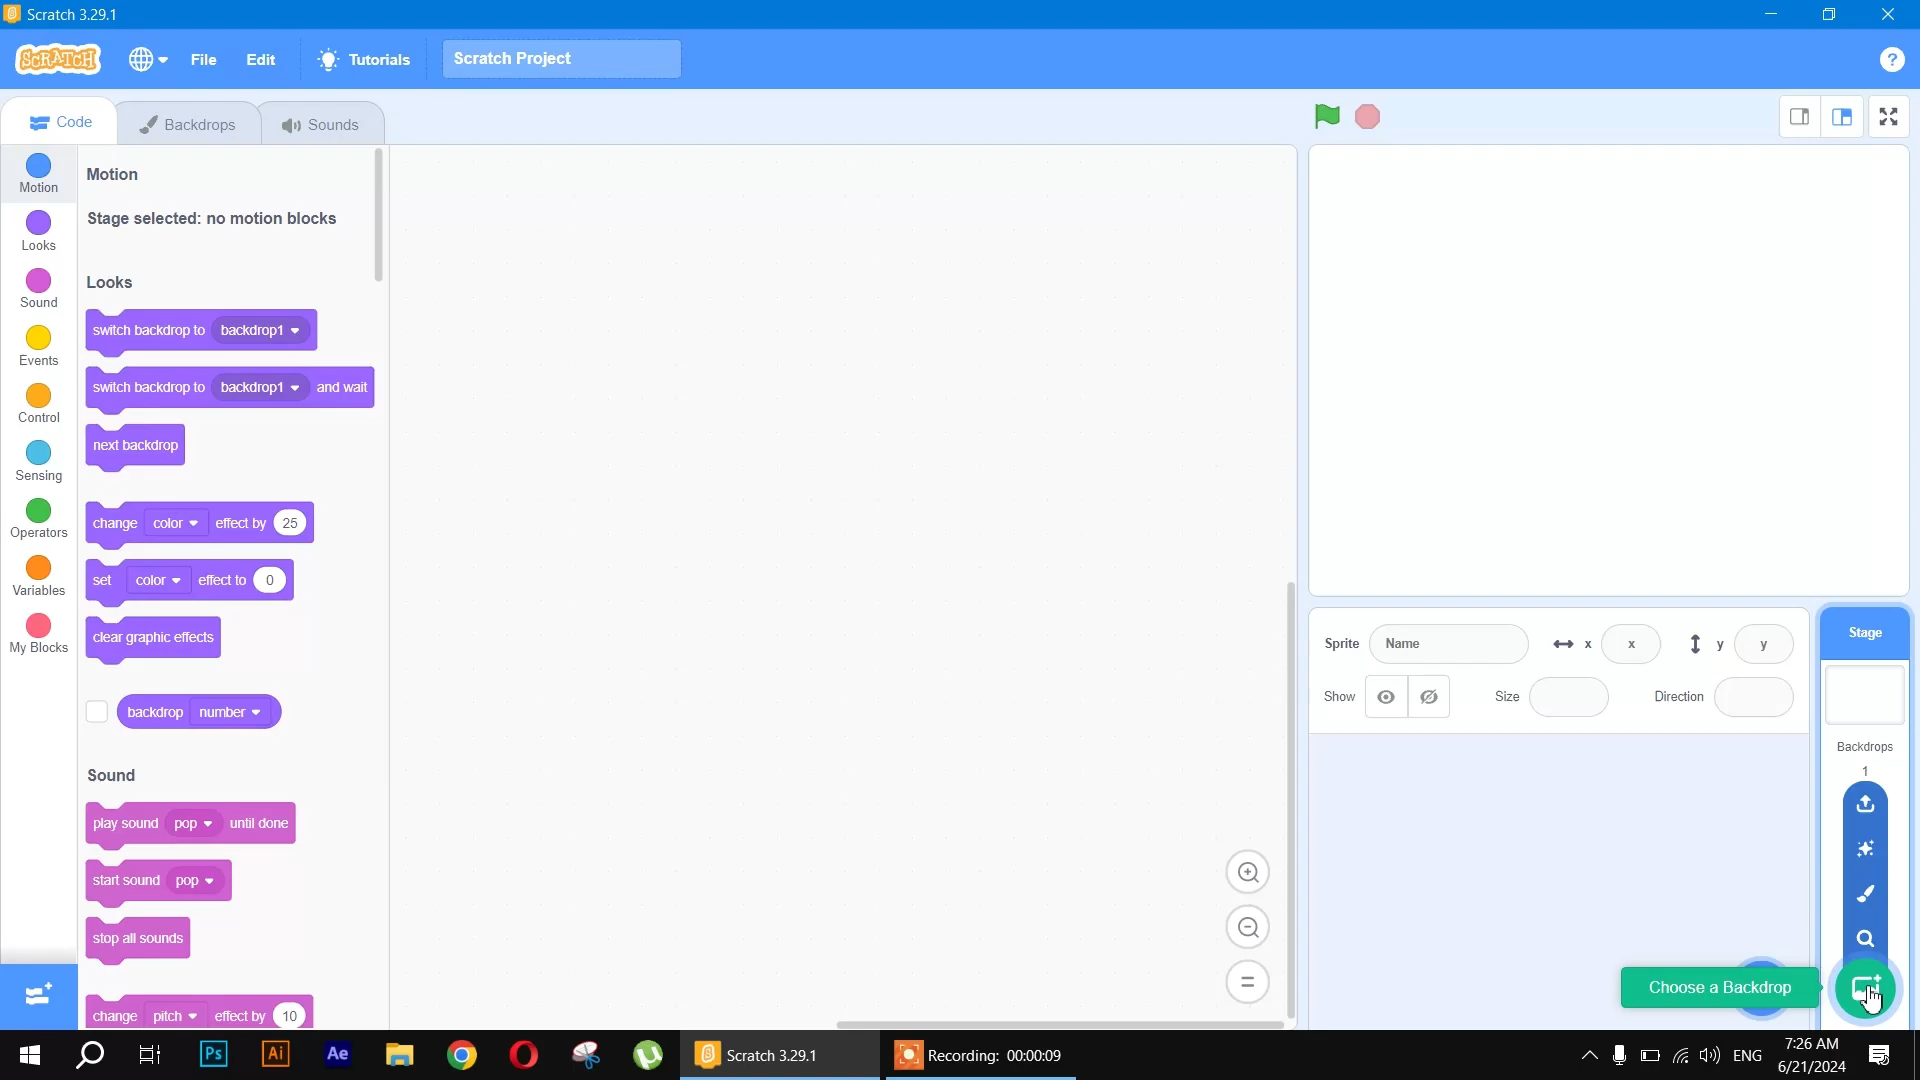 Scratch 3.29.1
SCRATCH
File
Edit
Tutorials
Scratch Project
?
Code
Backdrops
Sounds
Motion
Looks
Sound
Events
Control
Sensing
Operators
Variables
My Blocks
Motion
Stage selected: no motion blocks
Looks
switch backdrop to backdrop1
switch backdrop to backdrop1 and wait
next backdrop
change color effect by 25
set color effect to 0
clear graphic effects
backdrop number
Sound
play sound pop until done
start sound pop
stop all sounds
change pitch effect by 10
Sprite Name x x y y
Show Size Direction
Stage
Backdrops
1
Choose a Backdrop
Ps
Ai
Ae
Scratch 3.29.1
Recording: 00:00:09
ENG
7:26 AM
6/21/2024